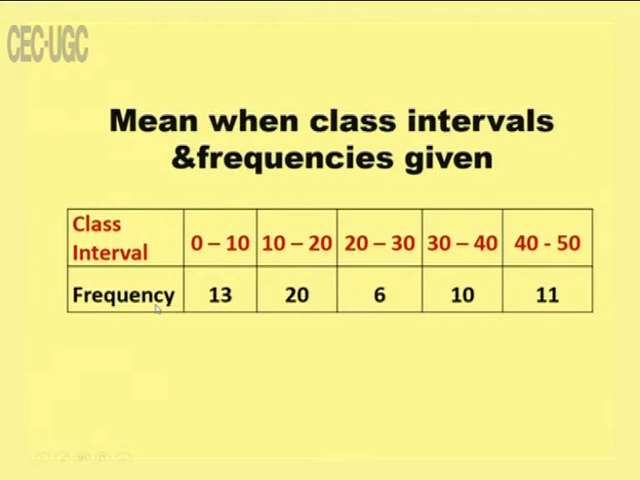 CEC-UGC
Mean when class intervals
&frequencies given
Class Interval 0 – 10 10 – 20 20 – 30 30 – 40 40 - 50
Frequency 13 20 6 10 11